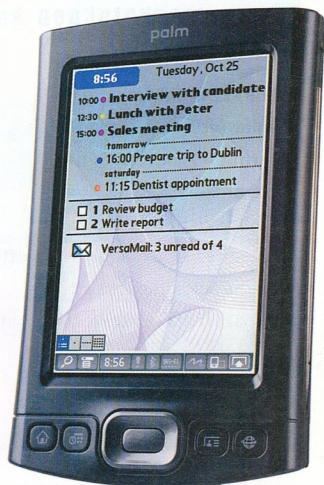 palm
8:56 Tuesday, Oct 25
10:00 Interview with candidate
12:30 Lunch with Peter
15:00 Sales meeting
tomorrow
16:00 Prepare trip to Dublin
saturday
11:15 Dentist appointment
1 Review budget
2 Write report
VersaMail: 3 unread of 4
8:56